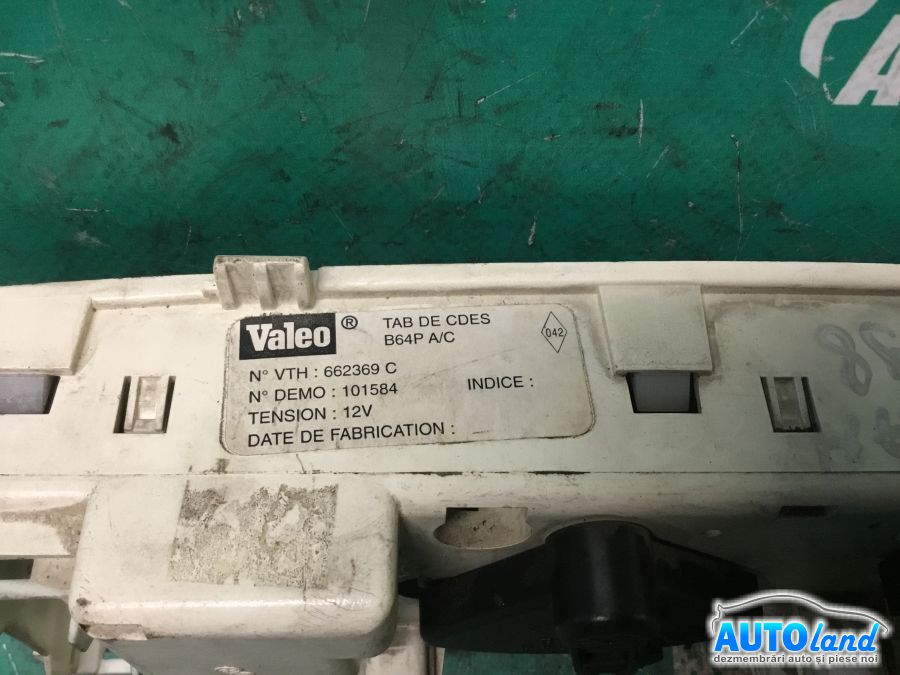 Valeo ®
TAB DE CDES
B64P A/C
042
N° VTH : 662369 C
N° DEMO : 101584
INDICE :
TENSION : 12V
DATE DE FABRICATION :
AUTOland
dezmembrări auto și piese noi